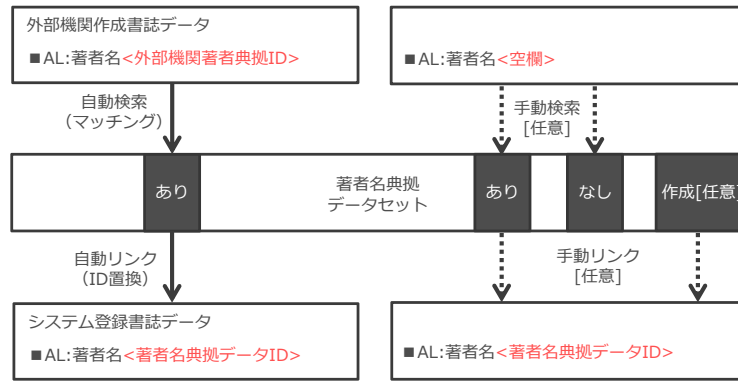 外部機関作成書誌データ
■AL:著者名<外部機関著者典拠ID>
■AL:著者名<空欄>
自動検索
（マッチング）
手動検索
[任意]
あり
著者名典拠
データセット
あり
なし
作成[任意]
自動リンク
（ID置換）
手動リンク
[任意]
システム登録書誌データ
■AL:著者名<著者名典拠データID>
■AL:著者名<著者名典拠データID>